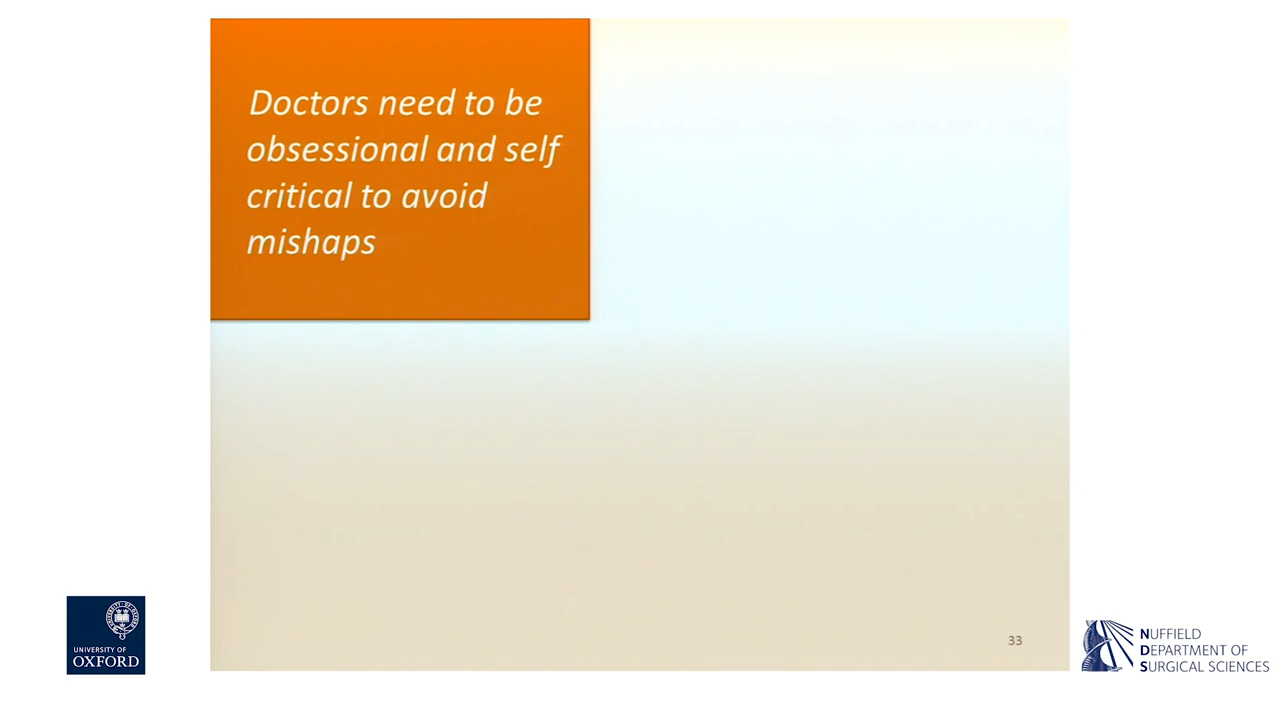 Doctors need to be
obsessional and self
critical to avoid
mishaps
33
UNIVERSITY OF
OXFORD
NUFFIELD
DEPARTMENT OF
SURGICAL SCIENCES